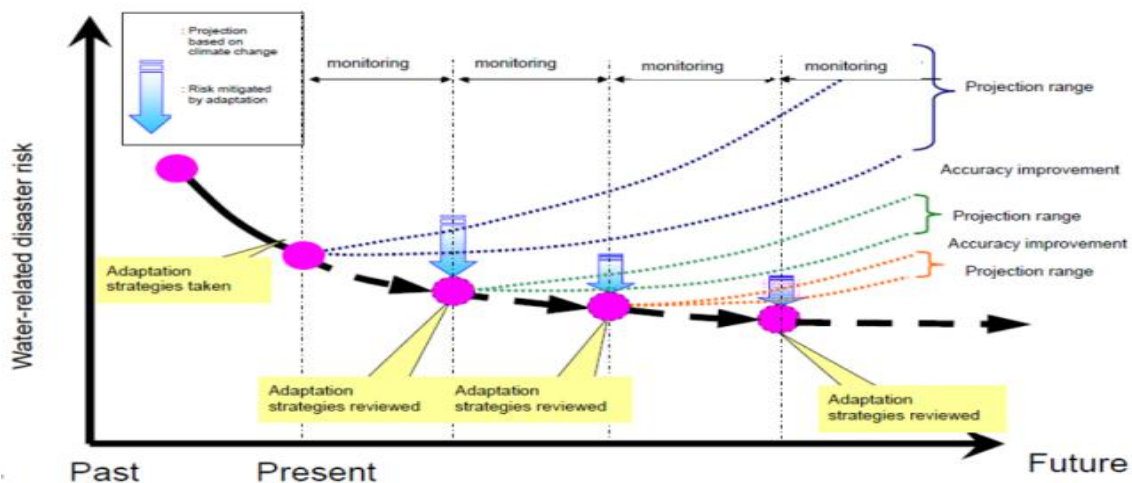 : Projection
based on
climate change
: Risk mitigated
by adaptation
monitoring
monitoring
monitoring
monitoring
Projection range
Accuracy improvement
Projection range
Accuracy improvement
Projection range
Water-related disaster risk
Adaptation
strategies taken
Adaptation
strategies reviewed
Adaptation
strategies reviewed
Adaptation
strategies reviewed
Past
Present
Future